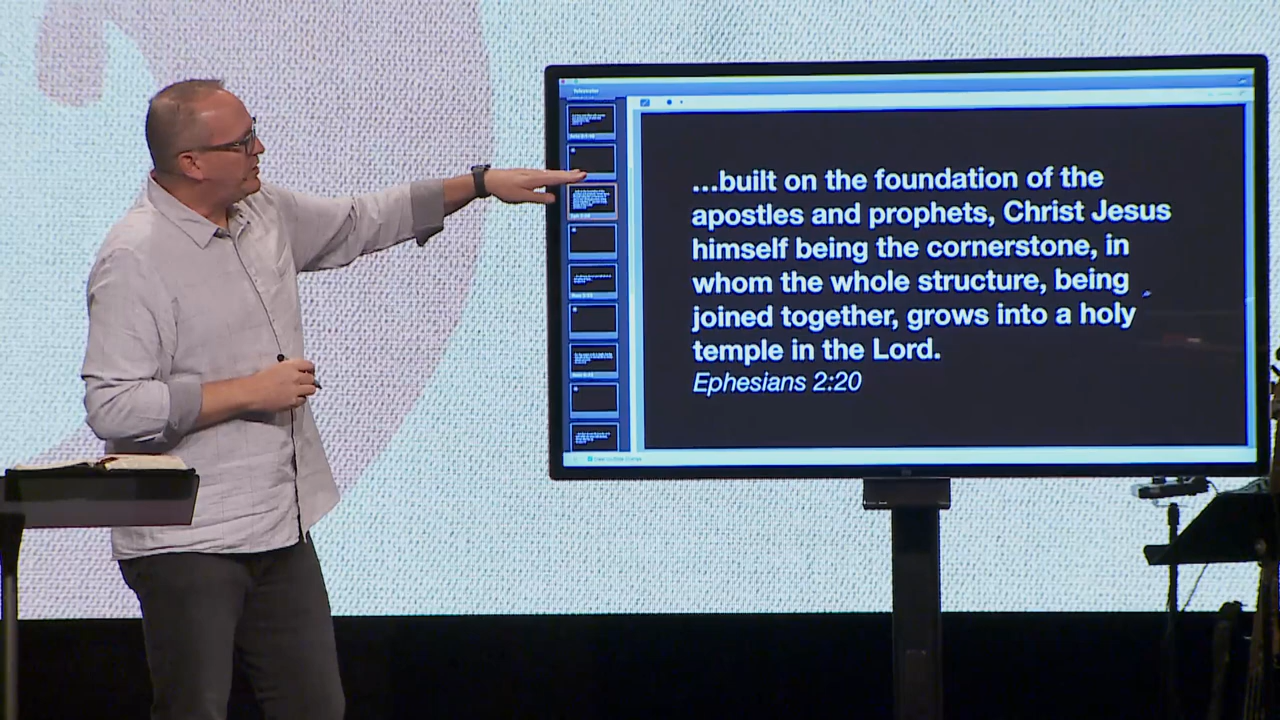 ...built on the foundation of the
apostles and prophets, Christ Jesus
himself being the cornerstone, in
whom the whole structure, being
joined together, grows into a holy
temple in the Lord.
Ephesians 2:20